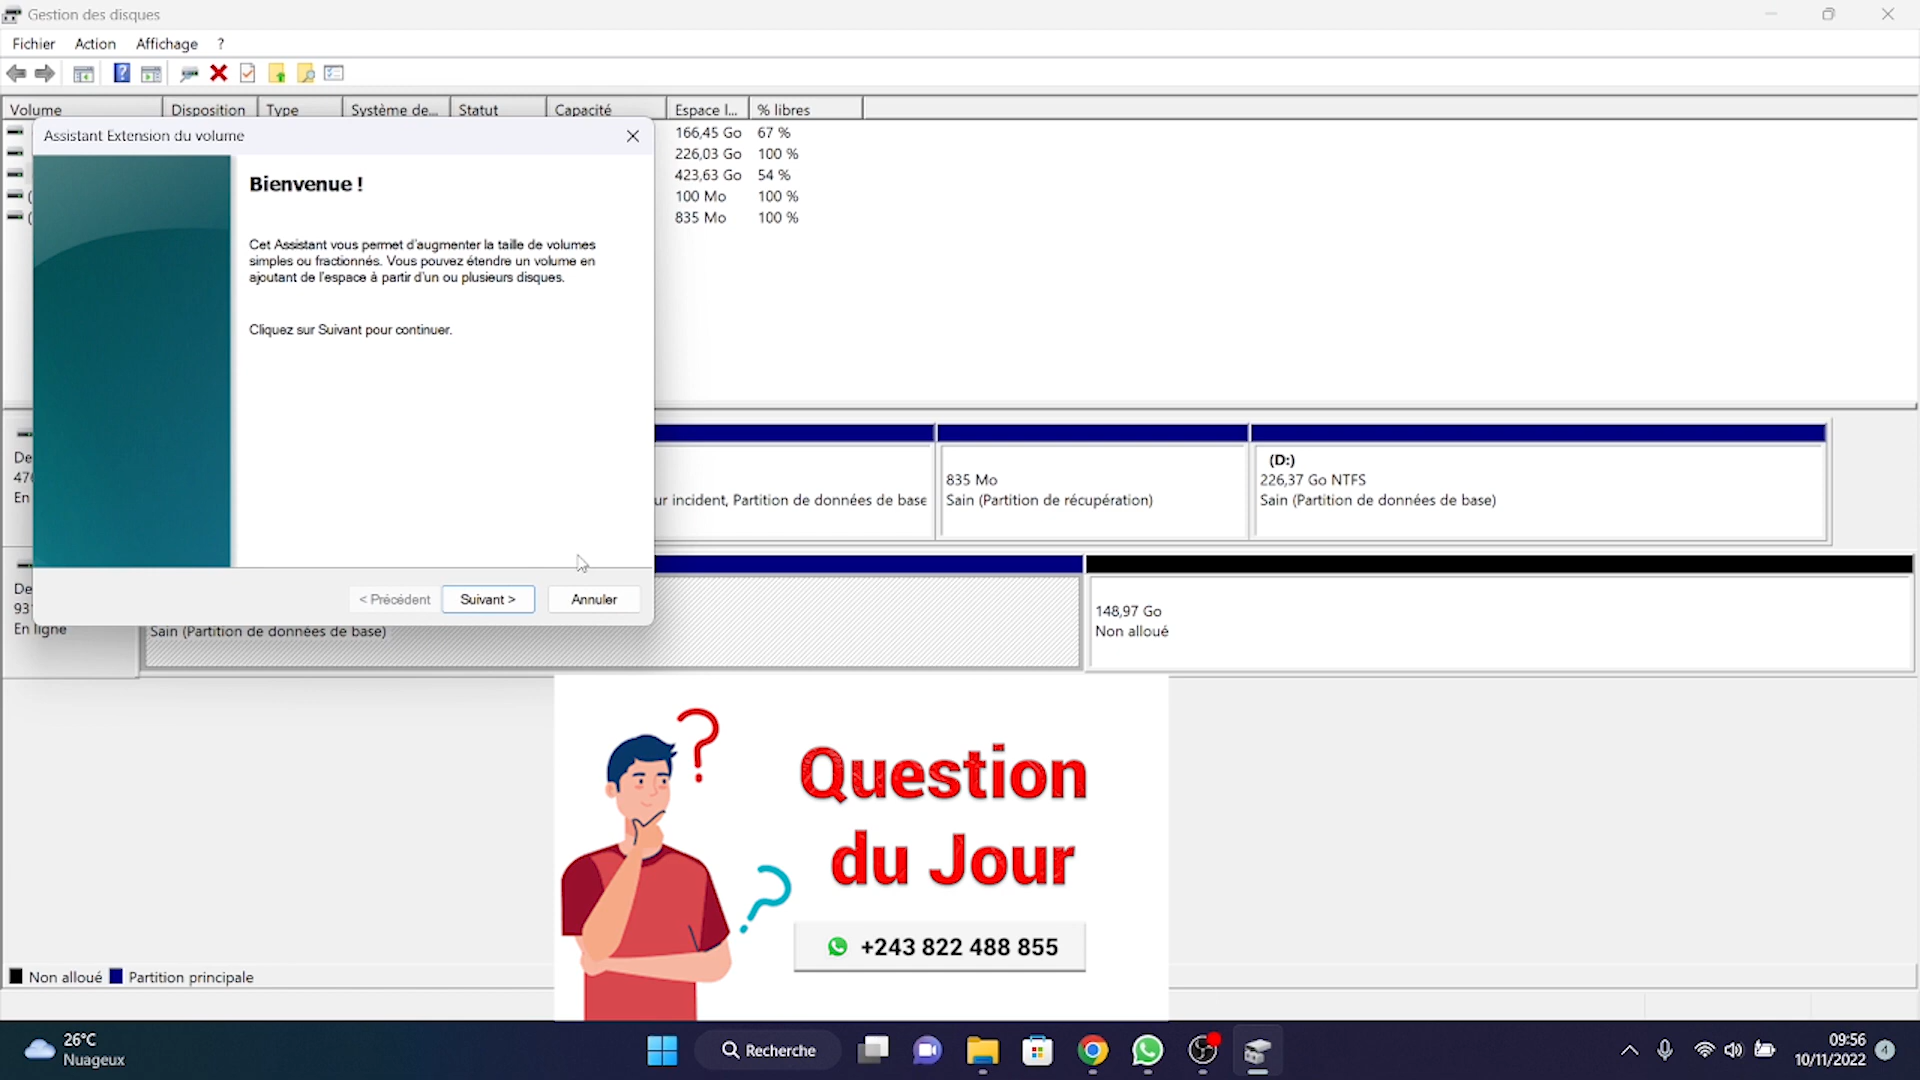 Gestion des disques
Fichier Action Affichage ?
Volume Disposition Type Système de... Statut Capacité Espace l... % libres
166,45 Go 67 %
226,03 Go 100 %
423,63 Go 54 %
100 Mo 100 %
835 Mo 100 %
Assistant Extension du volume
Bienvenue !
Cet Assistant vous permet d'augmenter la taille de volumes
simples ou fractionnés. Vous pouvez étendre un volume en
ajoutant de l'espace à partir d'un ou plusieurs disques.
Cliquez sur Suivant pour continuer.
< Précédent Suivant > Annuler
De
47
En
ur incident, Partition de données de base
835 Mo
Sain (Partition de récupération)
(D:)
226,37 Go NTFS
Sain (Partition de données de base)
De
93
En ligne
Sain (Partition de données de base)
148,97 Go
Non alloué
Question
du Jour
+243 822 488 855
Non alloué Partition principale
26°C
Nuageux
Recherche
09:56
10/11/2022
4